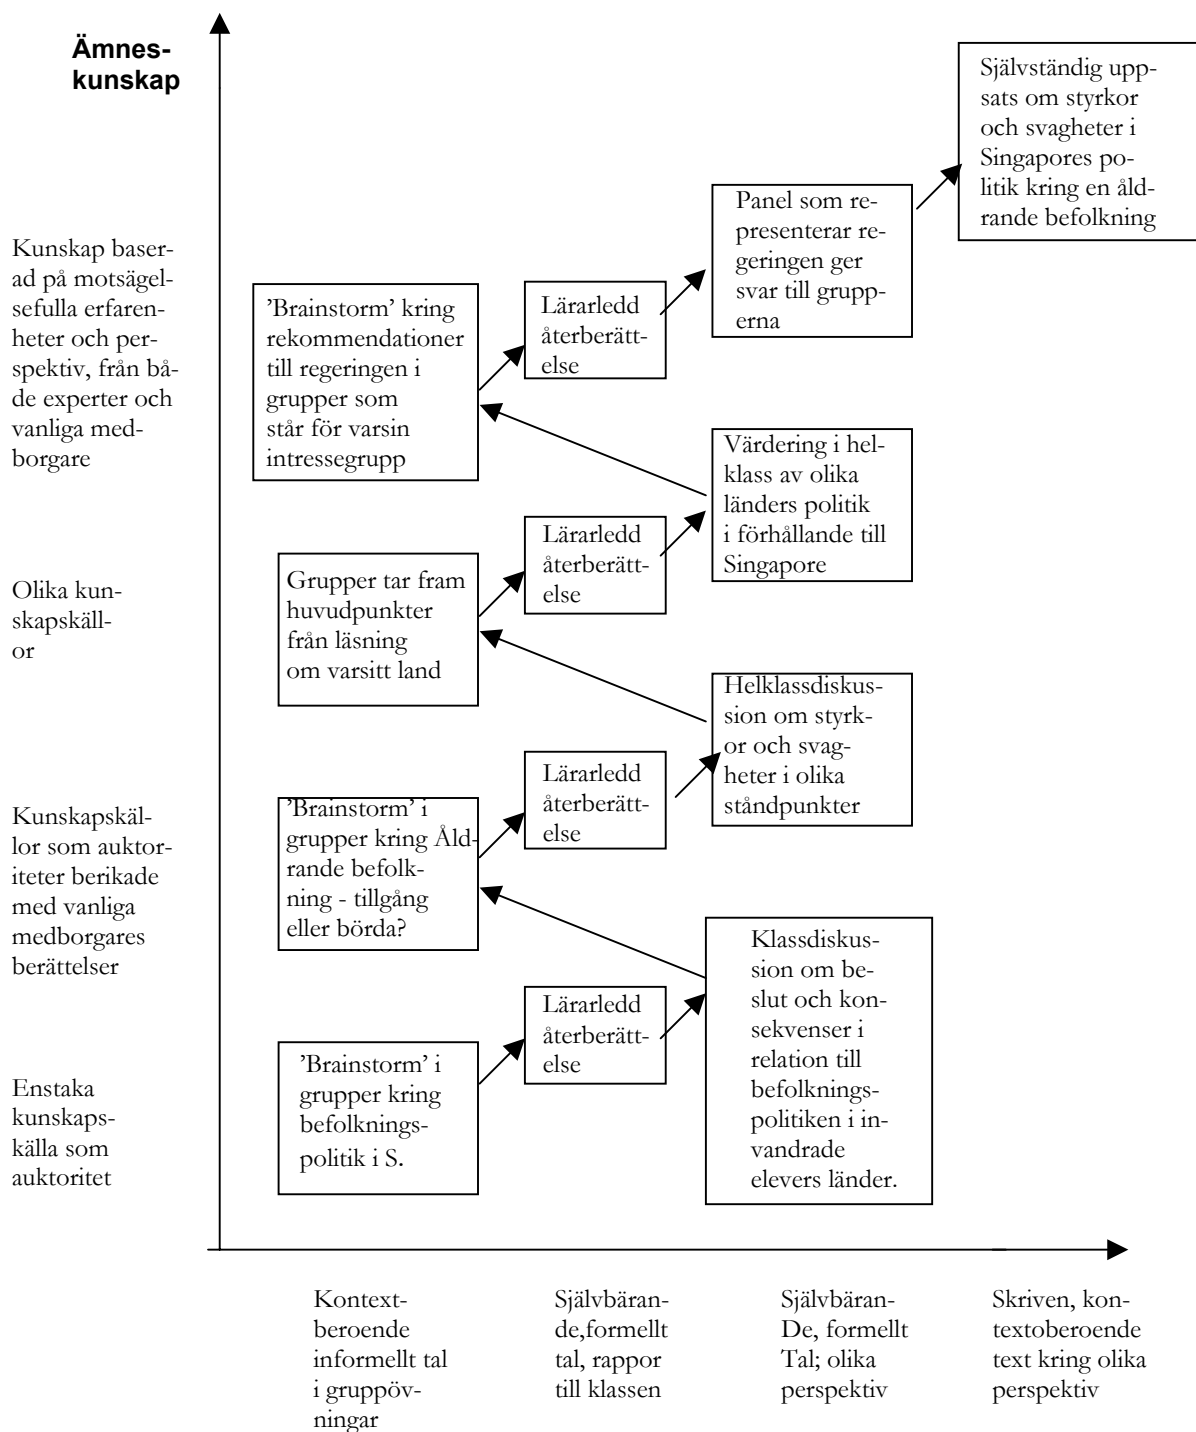 Ämnes-
kunskap
Självständig upp-
sats om styrkor
och svagheter i
Singapores po-
litik kring en åld-
rande befolkning
Panel som re-
presenterar re-
geringen ger
svar till grupp-
erna
Kunskap baser-
ad på motsägel-
sefulla erfaren-
heter och per-
spektiv, från bå-
de experter och
vanliga med-
borgare
’Brainstorm’ kring
rekommendationer
till regeringen i
grupper som
står för varsin
intressegrupp
Lärarledd
återberätt-
else
Värdering i hel-
klass av olika
länders politik
i förhållande till
Singapore
Lärarledd
återberätt-
else
Olika kun-
skapskäll-
or
Grupper tar fram
huvudpunkter
från läsning
om varsitt land
Helklassdiskus-
sion om styrk-
or och svag-
heter i olika
ståndpunkter
Lärarledd
återberätt-
else
Kunskapskäl-
lor som auktor-
iteter berikade
med vanliga
medborgares
berättelser
’Brainstorm’ i
grupper kring Åld-
rande befolk-
ning - tillgång
eller börda?
Klassdiskus-
sion om be-
slut och kon-
sekvenser i
relation till
befolknings-
politiken i in-
vandrade
elevers länder.
Lärarledd
återberätt-
else
Enstaka
kunskaps-
källa som
auktoritet
’Brainstorm’ i
grupper kring
befolknings-
politik i S.
Kontext-
beroende
informellt tal
i gruppöv-
ningar
Självbäran-
de,formellt
tal, rappor
till klassen
Självbäran-
De, formellt
Tal; olika
perspektiv
Skriven, kon-
textoberoende
text kring olika
perspektiv